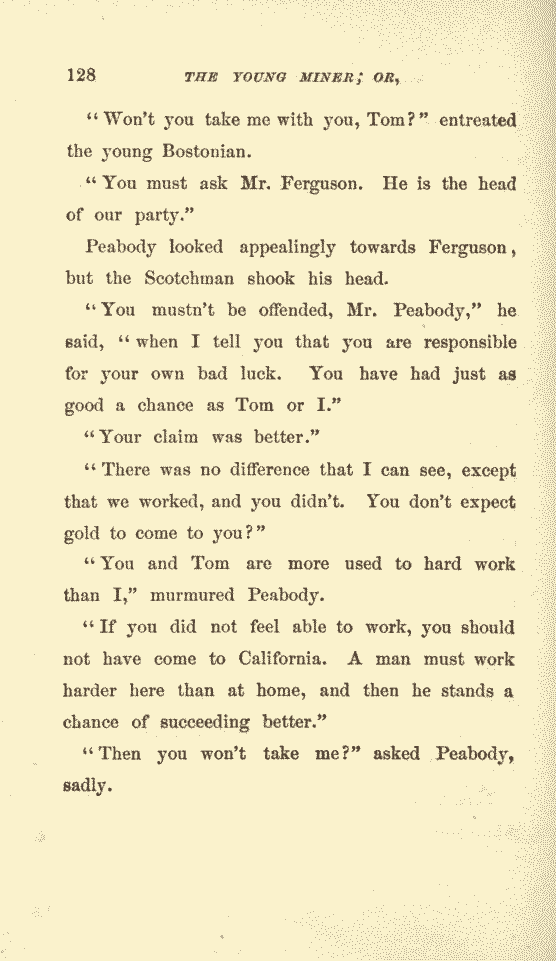 128 THE YOUNG MINER; OR,
“Won’t you take me with you, Tom?” entreated
the young Bostonian.
“You must ask Mr. Ferguson. He is the head
of our party.”
Peabody looked appealingly towards Ferguson,
but the Scotchman shook his head.
“You mustn’t be offended, Mr. Peabody,” he
said, “when I tell you that you are responsible
for your own bad luck. You have had just as
good a chance as Tom or I.”
“Your claim was better.”
“There was no difference that I can see, except
that we worked, and you didn’t. You don’t expect
gold to come to you?”
“You and Tom are more used to hard work
than I,” murmured Peabody.
“If you did not feel able to work, you should
not have come to California. A man must work
harder here than at home, and then he stands a
chance of succeeding better.”
“Then you won’t take me?” asked Peabody,
sadly.